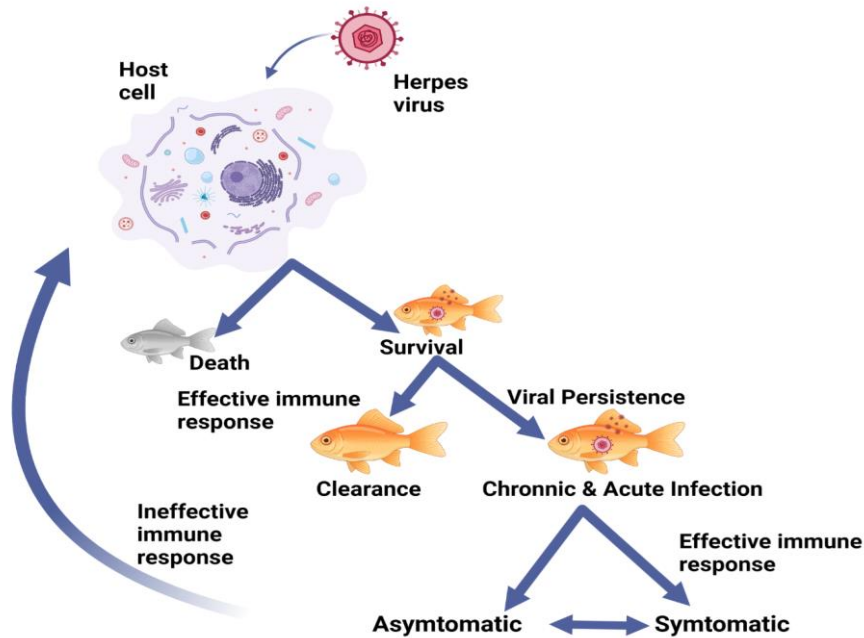 Host
cell
Herpes
virus
Death
Survival
Effective immune
response
Viral Persistence
Clearance
Chronnic & Acute Infection
Ineffective
immune
response
Effective immune
response
Asymtomatic
Symtomatic